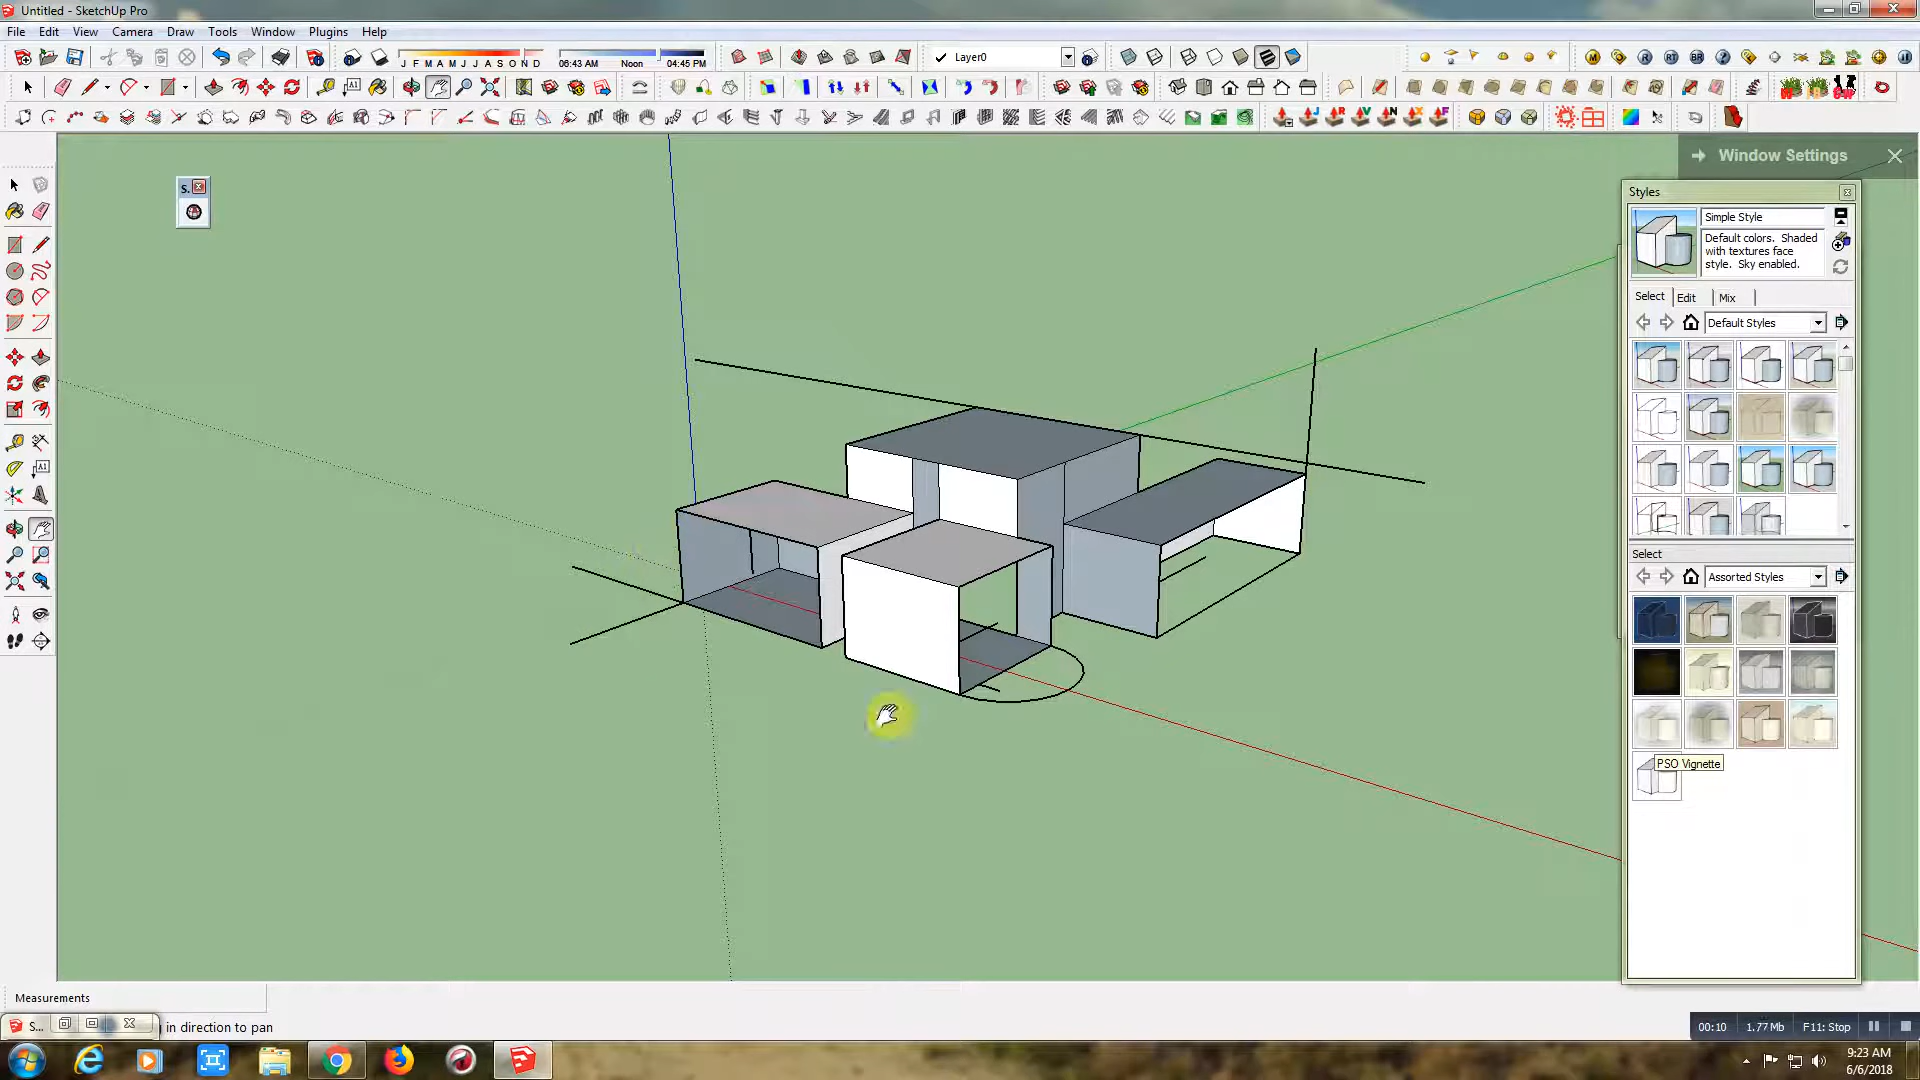 Untitled - SketchUp Pro
File Edit View Camera Draw Tools Window Plugins Help
J F M A M J J A S O N D
06:43 AM Noon 04:45 PM
Layer0
Window Settings
S.
Styles
Simple Style
Default colors. Shaded
with textures face
style. Sky enabled.
Select Edit Mix
Default Styles
Select
Assorted Styles
PSO Vignette
Measurements
S... in direction to pan
00:10 1.77 Mb F11: Stop
9:23 AM
6/6/2018